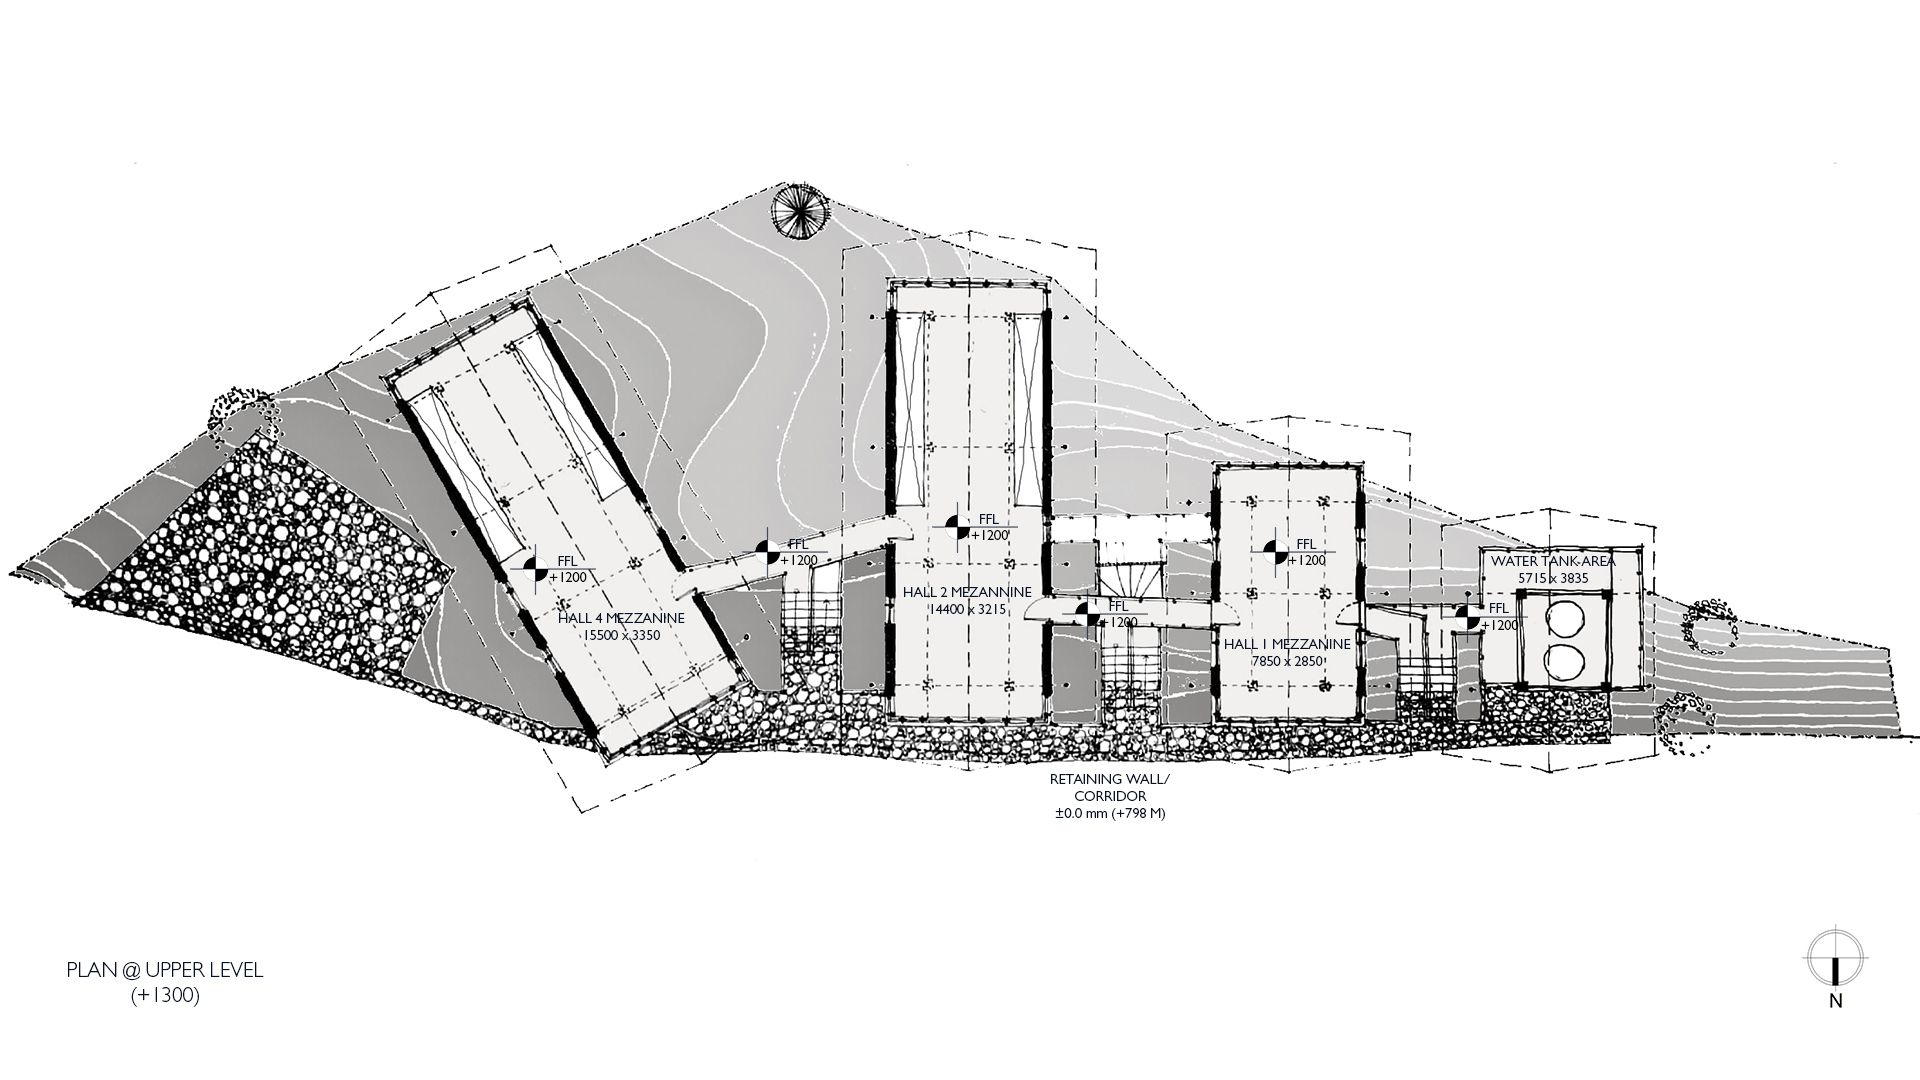 FFL
+1200
FFL
+1200
FFL
+1200
FFL
+1200
WATER TANK AREA
5715 x 3835
HALL 4 MEZZANINE
15500 x 3350
HALL 2 MEZANNINE
14400 x 3215
FFL
+1200
FFL
+1200
HALL 1 MEZZANINE
7850 x 2850
RETAINING WALL/
CORRIDOR
±0.0 mm (+798 M)
PLAN @ UPPER LEVEL
(+1300)
N